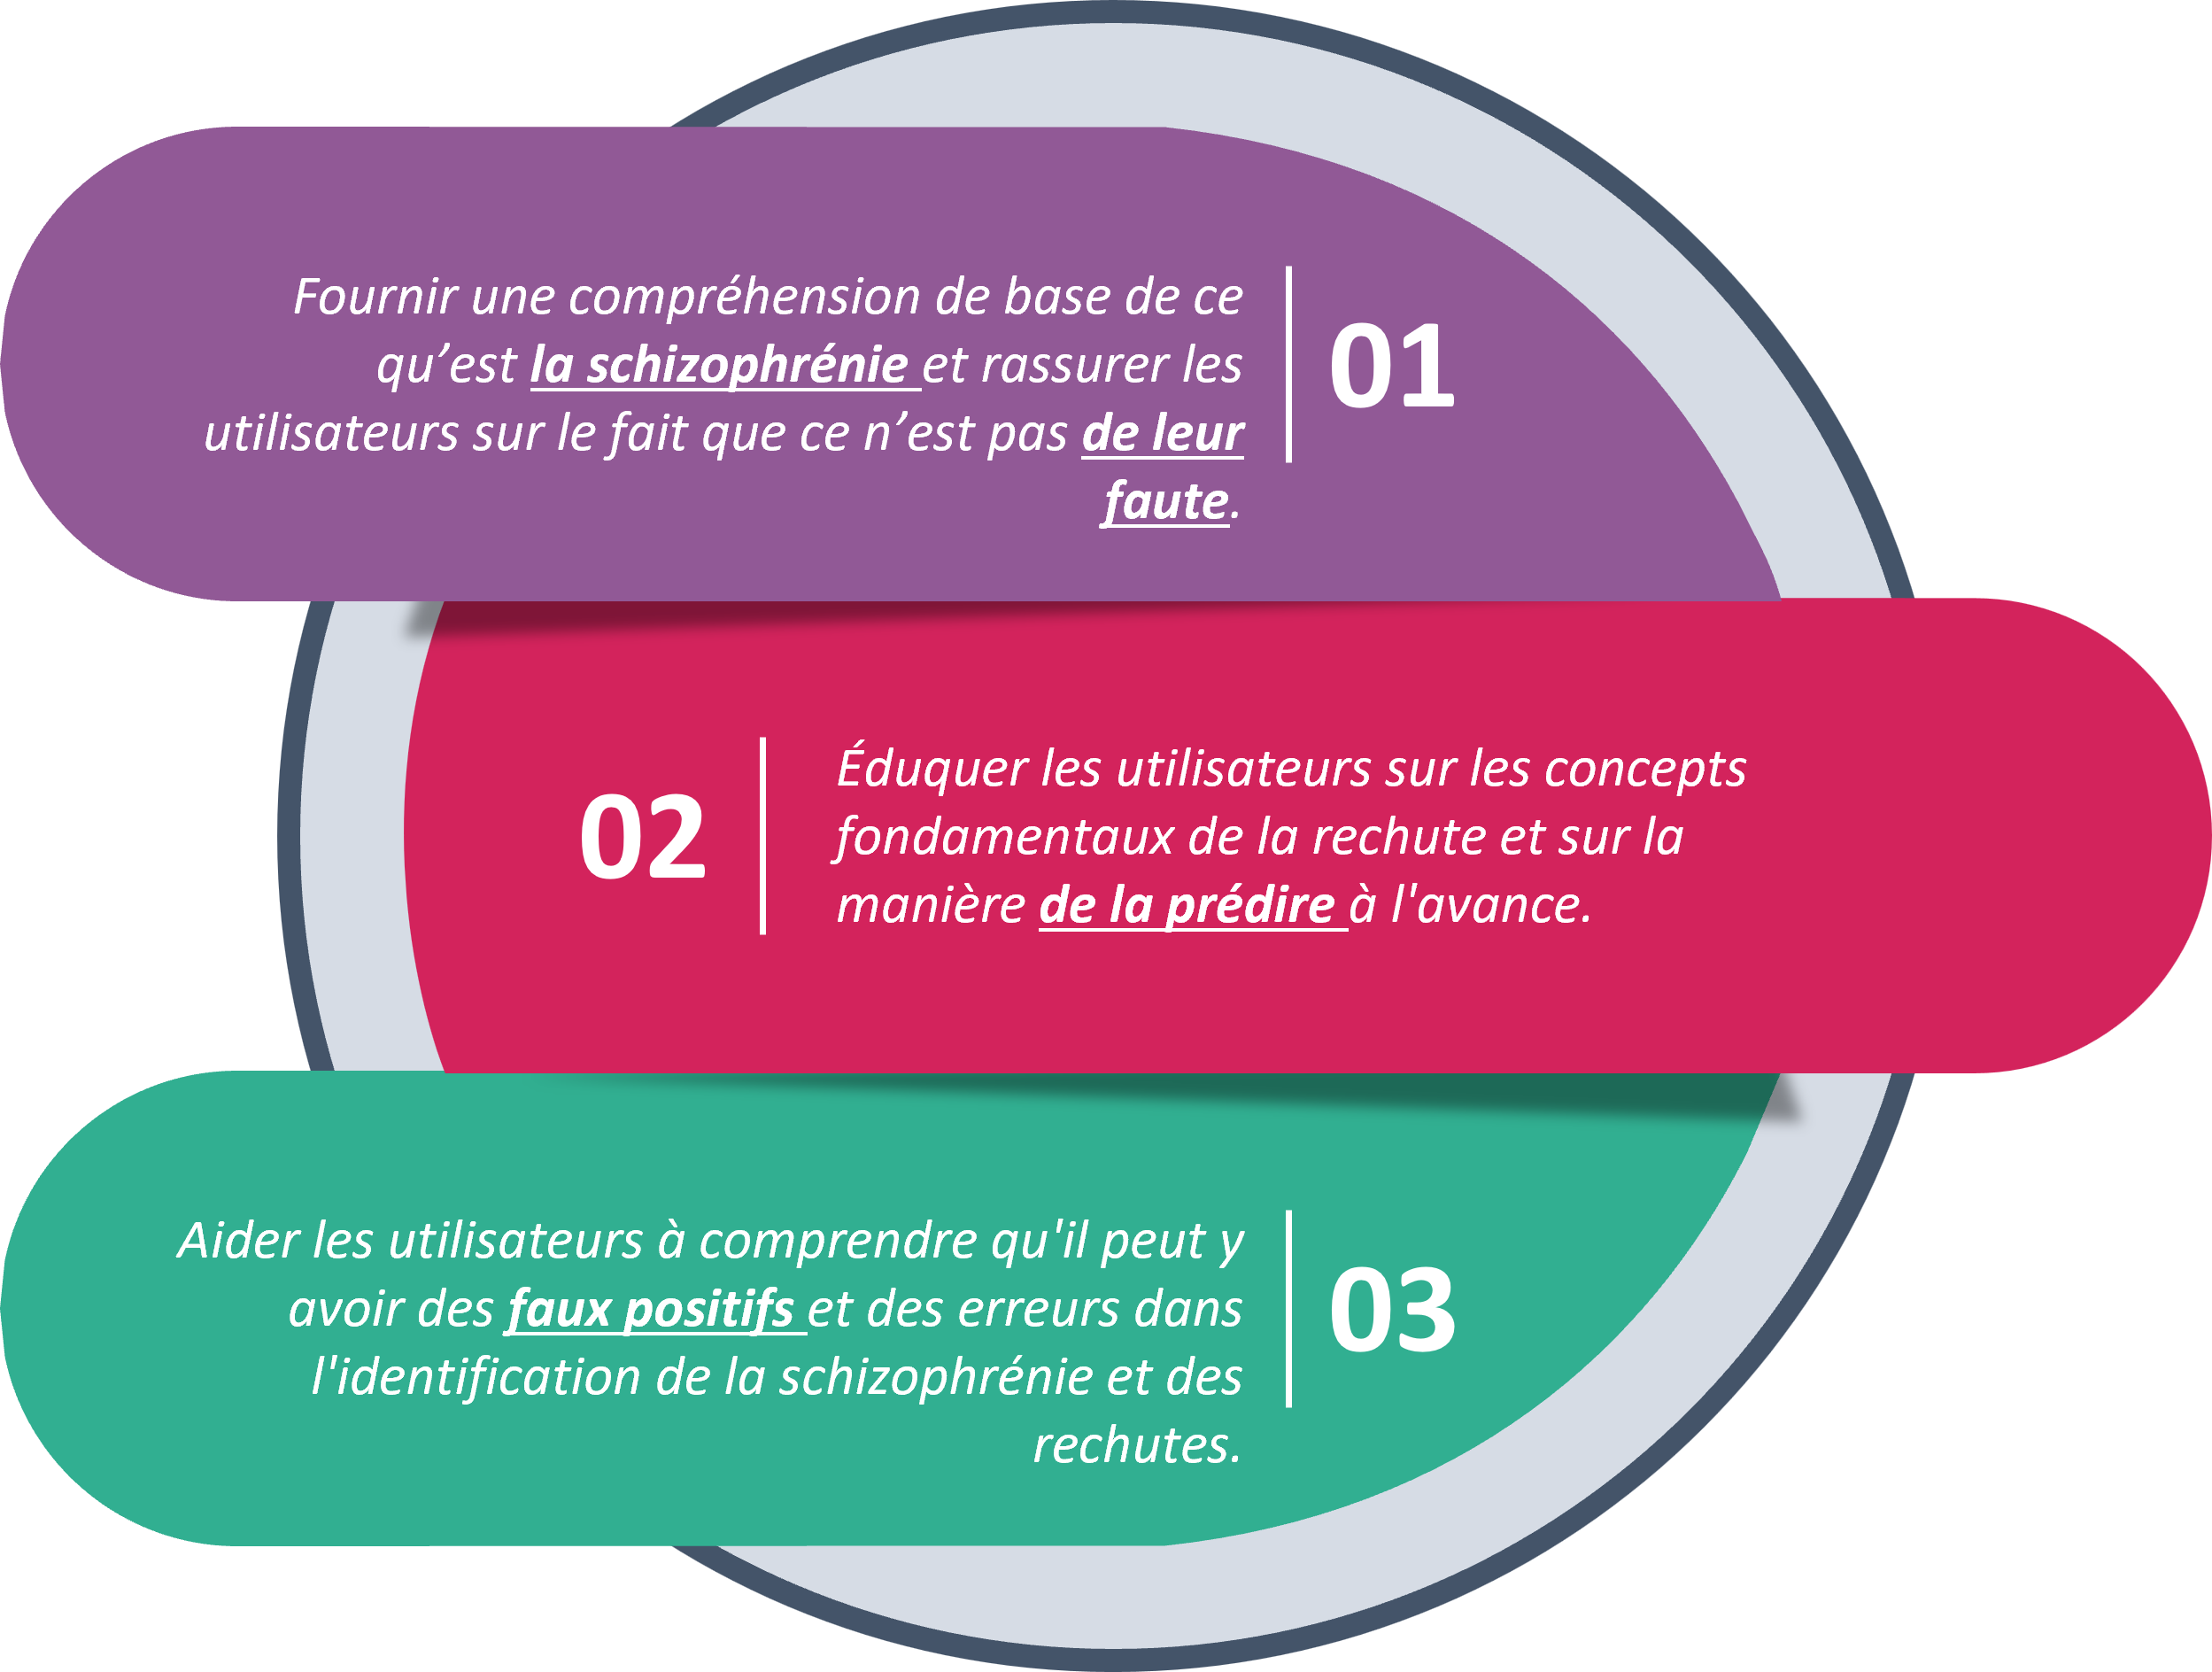 Fournir une compréhension de base de ce
qu’est la schizophrénie et rassurer les
utilisateurs sur le fait que ce n’est pas de leur
faute.
01
02
Éduquer les utilisateurs sur les concepts
fondamentaux de la rechute et sur la
manière de la prédire à l'avance.
Aider les utilisateurs à comprendre qu'il peut y
avoir des faux positifs et des erreurs dans
l'identification de la schizophrénie et des
rechutes.
03